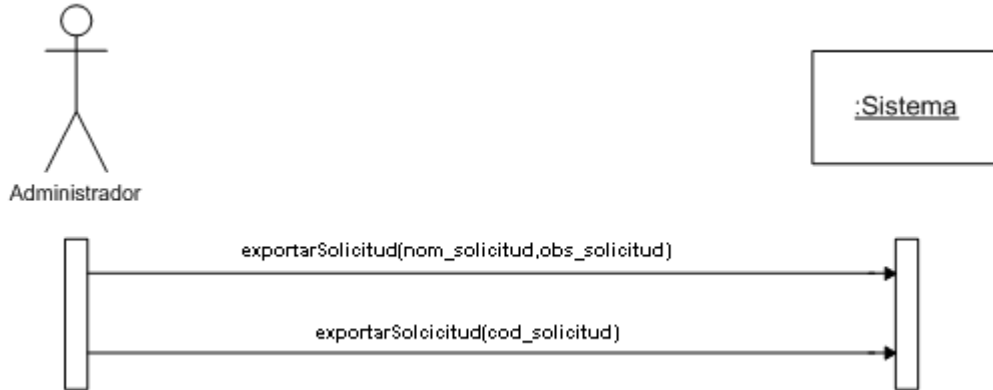 :Sistema
Administrador
exportarSolicitud(nom_solicitud,obs_solicitud)
exportarSolcicitud(cod_solicitud)